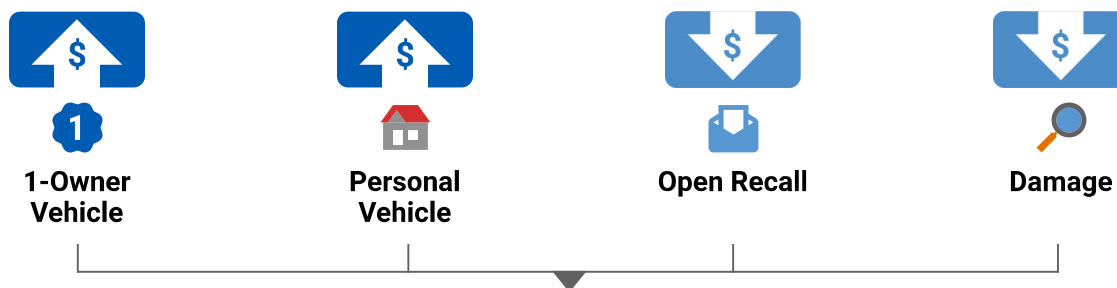 $
$
$
$
1
1-Owner
Vehicle
Personal
Vehicle
Open Recall
Damage